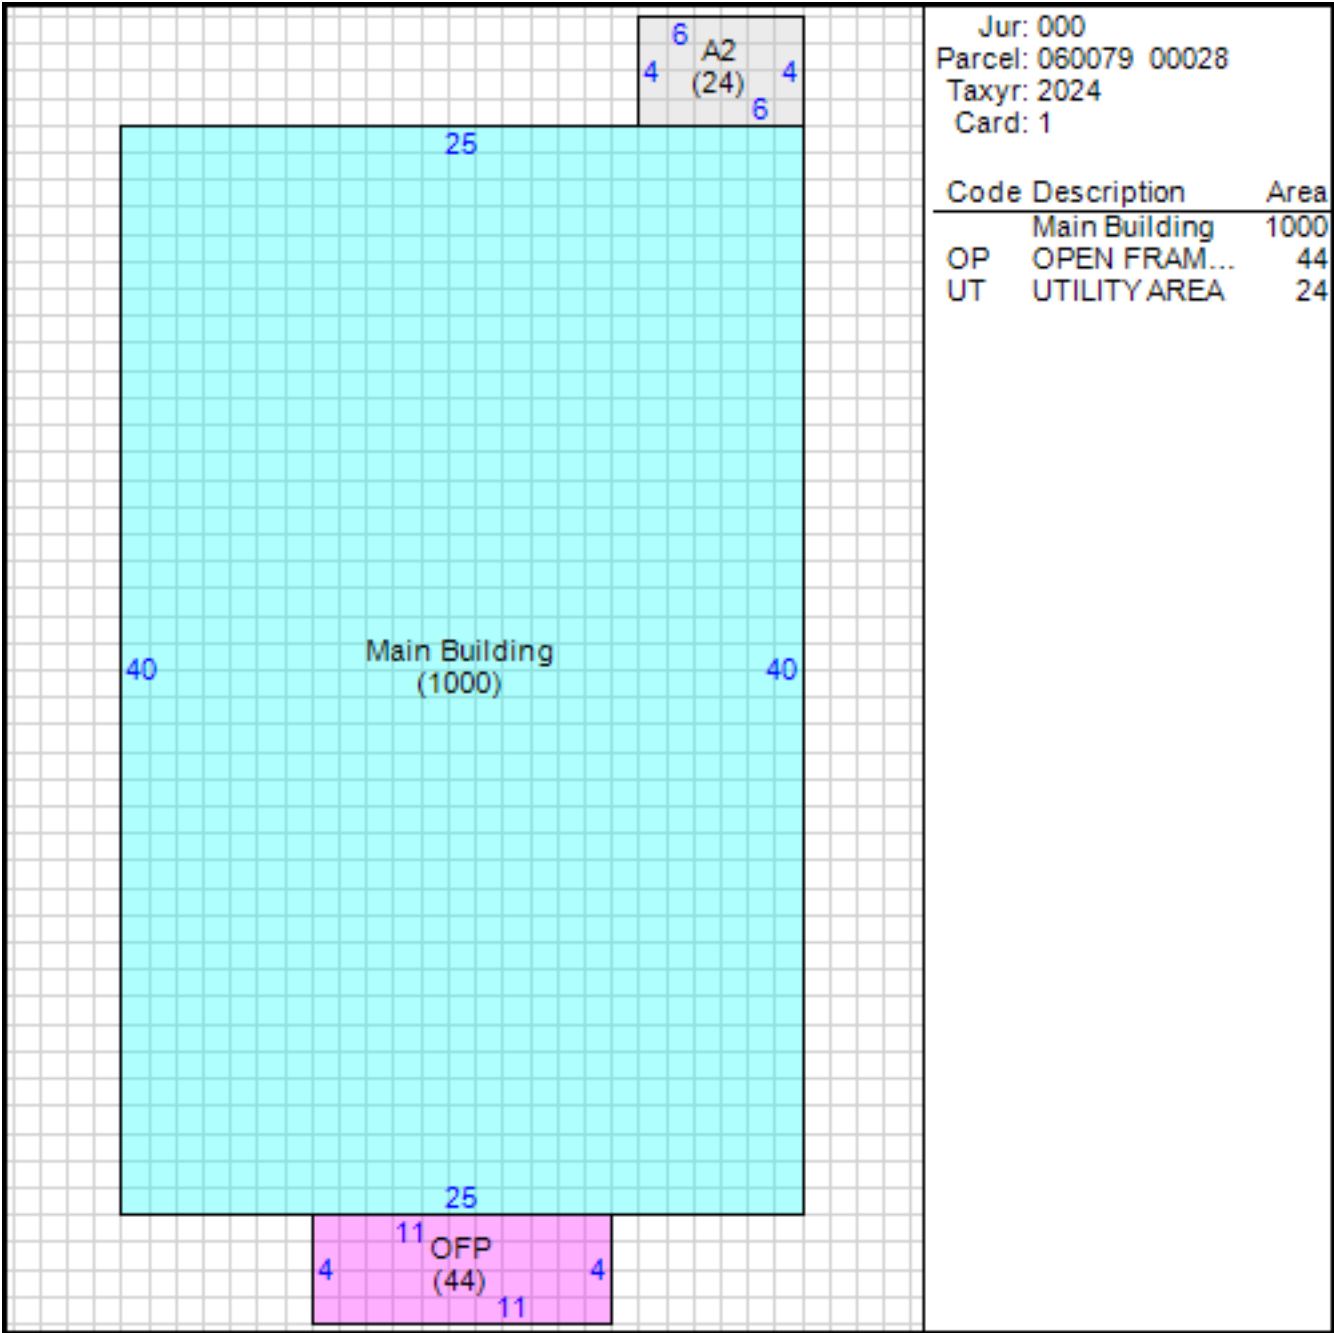 6
A2
4
4
(24)
6
25
40
Main Building
40
(1000)
25
11
OFP
4
4
(44)
11
Jur: 000
Parcel: 060079 00028
Taxyr: 2024
Card: 1
Code Description Area
Main Building 1000
OP OPEN FRAM... 44
UT UTILITY AREA 24